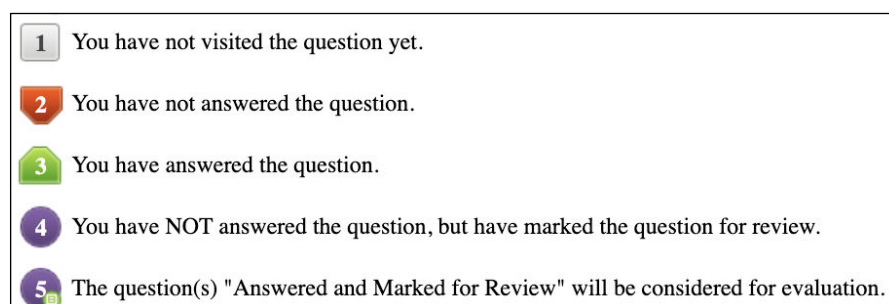 1 You have not visited the question yet.
2 You have not answered the question.
3 You have answered the question.
4 You have NOT answered the question, but have marked the question for review.
5 The question(s) "Answered and Marked for Review" will be considered for evaluation.